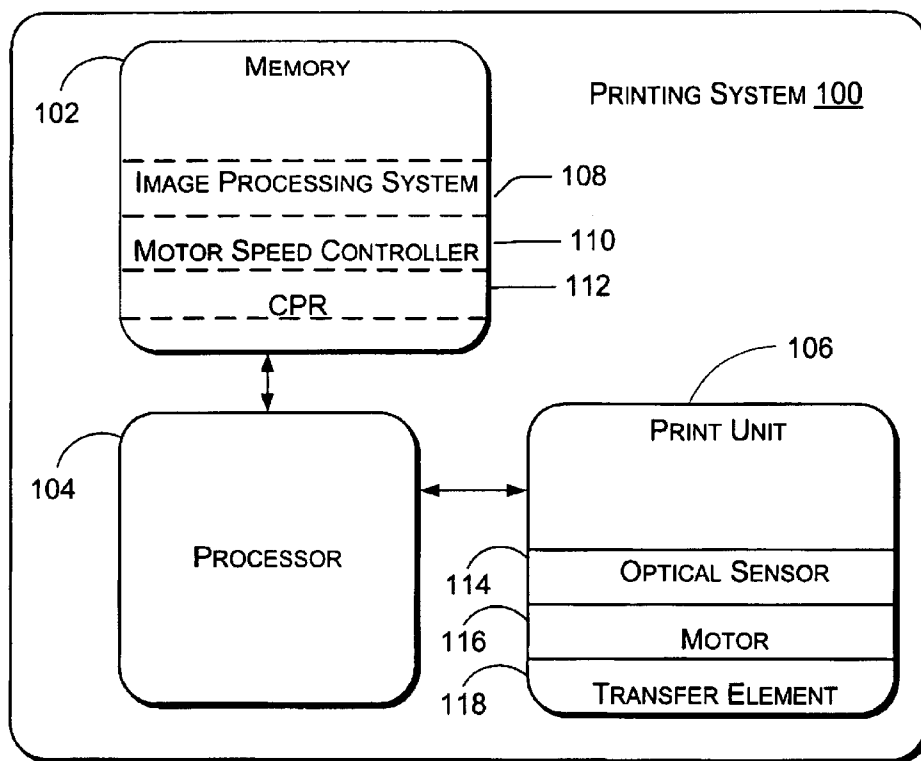 MEMORY
102
PRINTING SYSTEM 100
IMAGE PROCESSING SYSTEM
108
MOTOR SPEED CONTROLLER
110
112
CPR
106
PRINT UNIT
104
PROCESSOR
114
OPTICAL SENSOR
116
MOTOR
118
TRANSFER ELEMENT